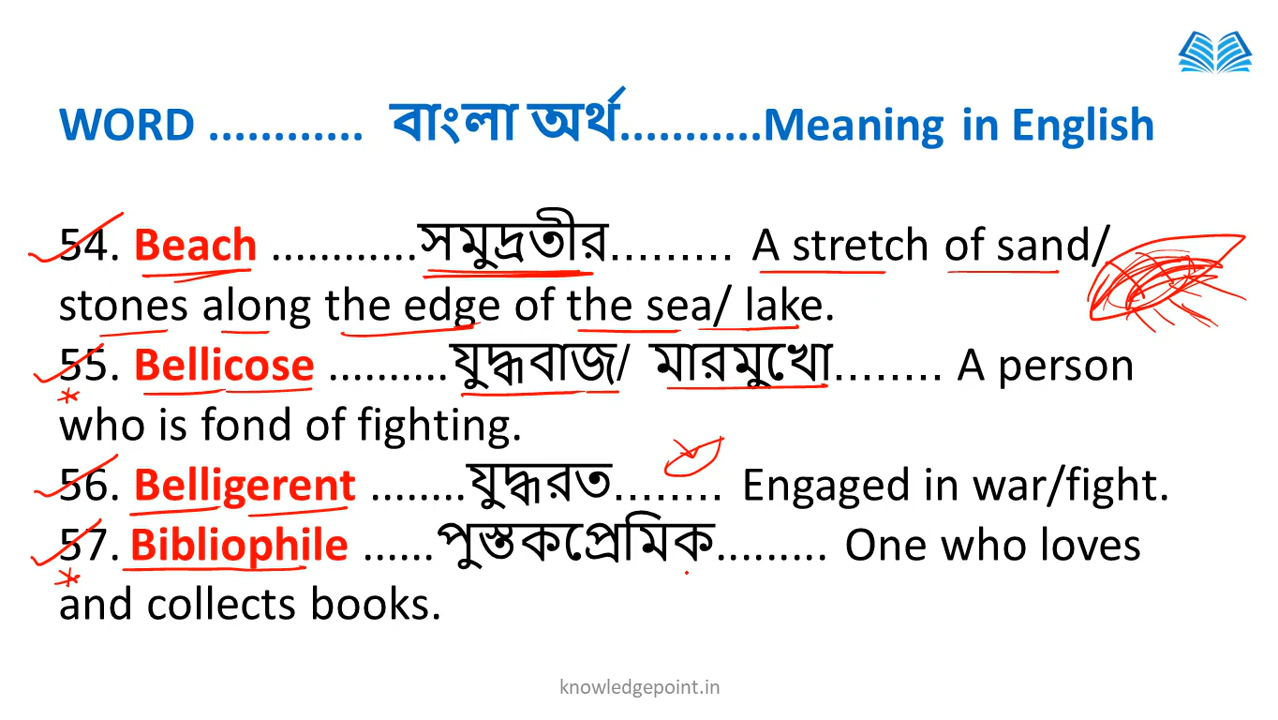 WORD ............ বাংলা অর্থ...........Meaning in English
54. Beach ............সমুদ্রতীর......... A stretch of sand/
stones along the edge of the sea/ lake.
55. Bellicose ..........যুদ্ধবাজ/ মারমুখো........ A person
who is fond of fighting.
56. Belligerent ........যুদ্ধরত........ Engaged in war/fight.
57. Bibliophile ......পুস্তকপ্রেমিক......... One who loves
and collects books.
knowledgepoint.in